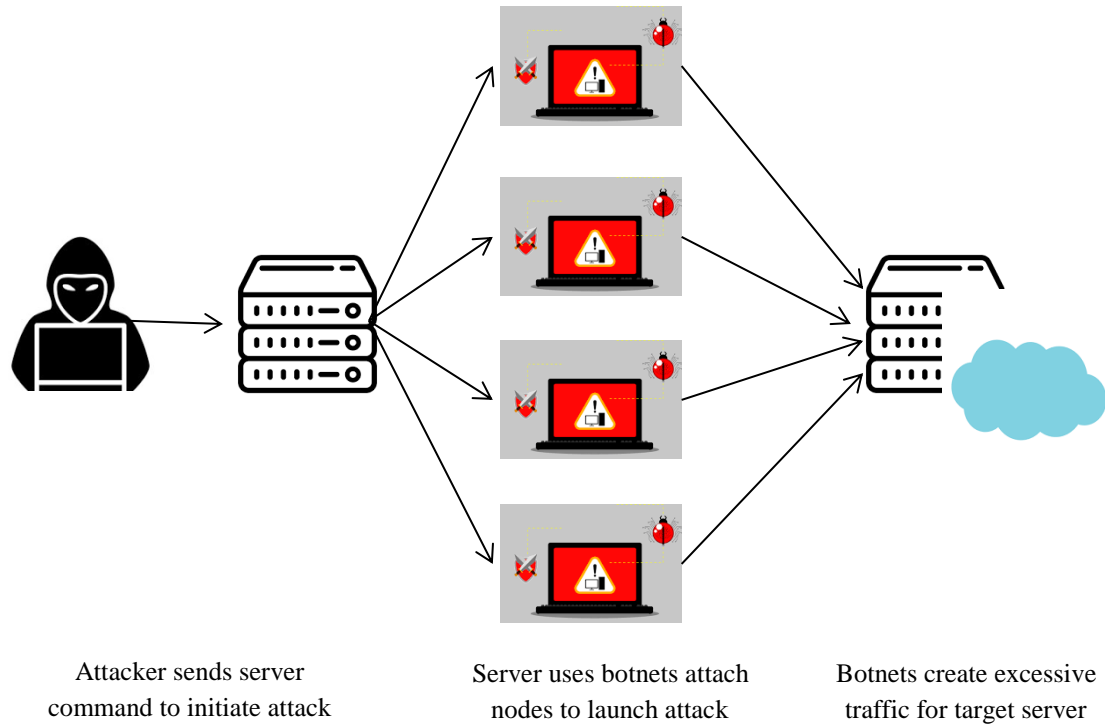 Attacker sends server
command to initiate attack
Server uses botnets attach
nodes to launch attack
Botnets create excessive
traffic for target server